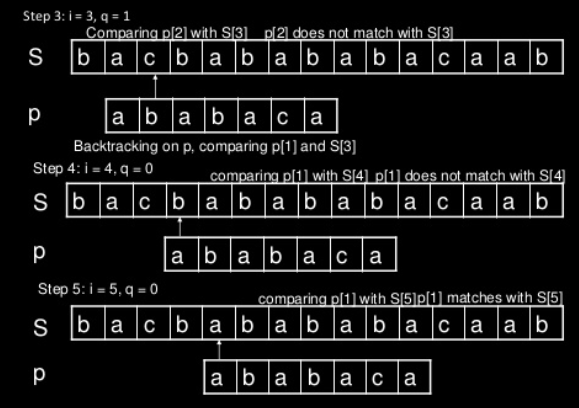 Step 3: i = 3, q = 1
Comparing p[2] with S[3] p[2] does not match with S[3]
S b a c b a b a b a b a c a a b
p a b a b a c a
Backtracking on p, comparing p[1] and S[3]
Step 4: i = 4, q = 0
comparing p[1] with S[4] p[1] does not match with S[4]
S b a c b a b a b a b a c a a b
p a b a b a c a
Step 5: i = 5, q = 0
comparing p[1] with S[5]p[1] matches with S[5]
S b a c b a b a b a b a c a a b
p a b a b a c a